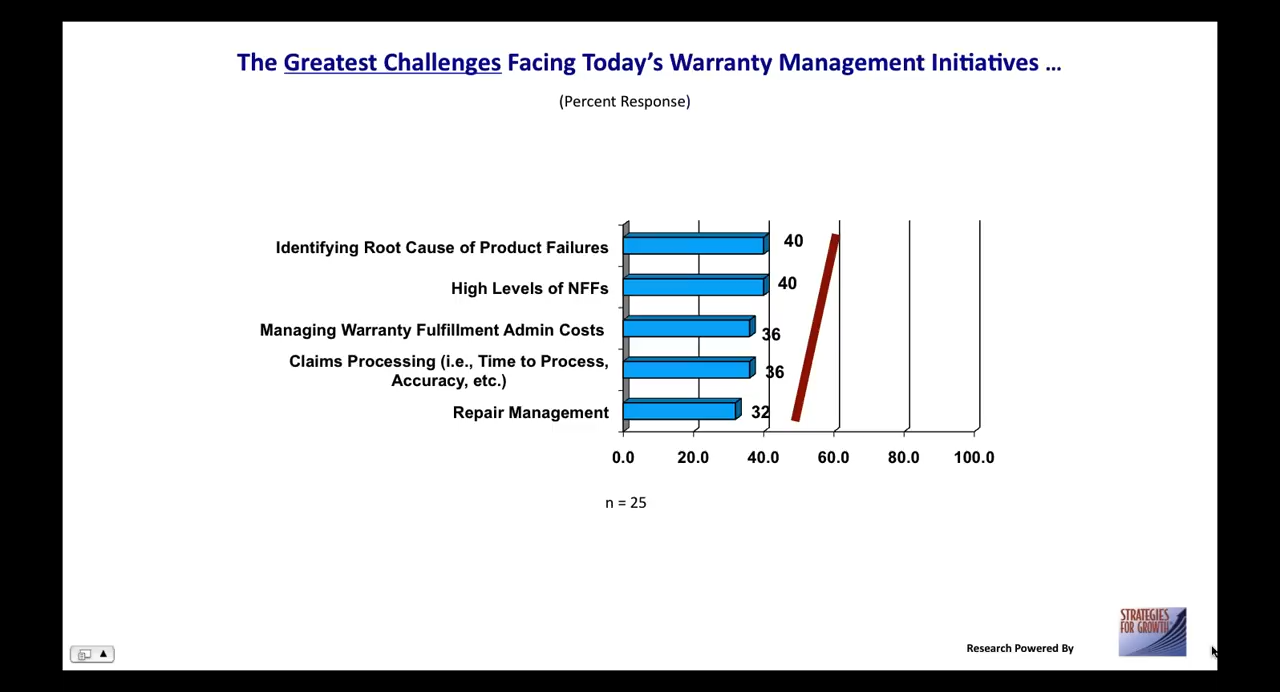 The Greatest Challenges Facing Today’s Warranty Management Initiatives ...
(Percent Response)
Identifying Root Cause of Product Failures
40
High Levels of NFFs
40
Managing Warranty Fulfillment Admin Costs
36
Claims Processing (i.e., Time to Process,
Accuracy, etc.)
36
Repair Management
32
0.0 20.0 40.0 60.0 80.0 100.0
n = 25
Research Powered By
STRATEGIES
FOR GROWTH